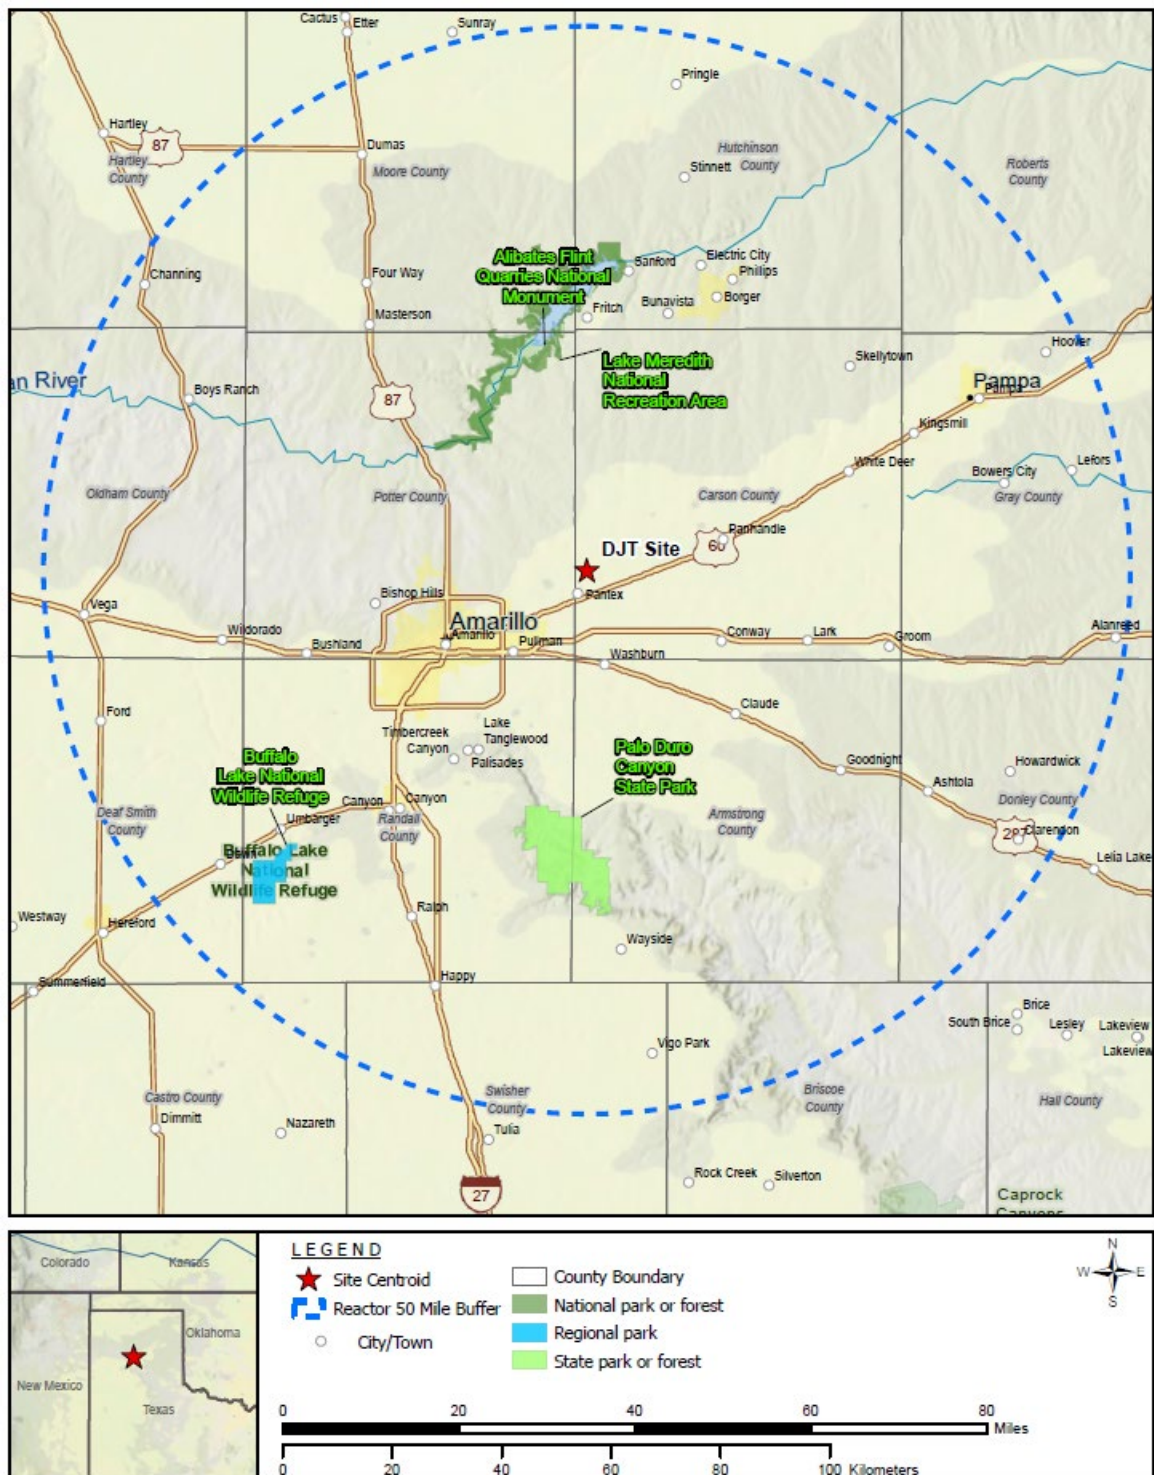 Cactus
Etter
Sunray
Pringle
Hartley
87
Hartley
County
Dumas
Moore County
Hutchinson
County
Stinnett
Roberts
County
Channing
Four Way
Masterson
Alibates Flint
Quarries National
Monument
Sanford
Electric City
Phillips
Bunavista
Borger
Fritch
Lake Meredith
National
Recreation Area
Skellytown
Hoover
Pampa
Pampa
an River
Boys Ranch
87
Kingsmill
White Deer
Bowers City
Lefors
Gray County
Oldham County
Potter County
Carson County
Panhandle
60
DJT Site
Pantex
Bishop Hills
Vega
Wildorado
Bushland
Amarillo
Amarillo
Pullman
Washburn
Conway
Lark
Groom
Alanreed
Ford
Claude
Timbercreek
Canyon
Lake
Tanglewood
Palisades
Buffalo
Lake National
Wildlife Refuge
Palo Duro
Canyon
State Park
Goodnight
Howardwick
Ashtola
Donley County
287
Clarendon
Lelia Lake
Deaf Smith
County
Canyon
Canyon
Umbarger
Randall
County
Armstrong
County
Dawn
Buffalo Lake
National
Wildlife Refuge
Westway
Hereford
Ralph
Wayside
Summerfield
Happy
Brice
South Brice
Lesley
Lakeview
Lakeview
Vigo Park
Castro County
Swisher
County
Briscoe
County
Hall County
Dimmitt
Nazareth
Tulia
Rock Creek
Silverton
27
Caprock
Canyons
Colorado
Kansas
Oklahoma
New Mexico
Texas
LEGEND
Site Centroid
Reactor 50 Mile Buffer
City/Town
County Boundary
National park or forest
Regional park
State park or forest
N
W E
S
0 20 40 60 80
Miles
0 20 40 60 80 100 Kilometers